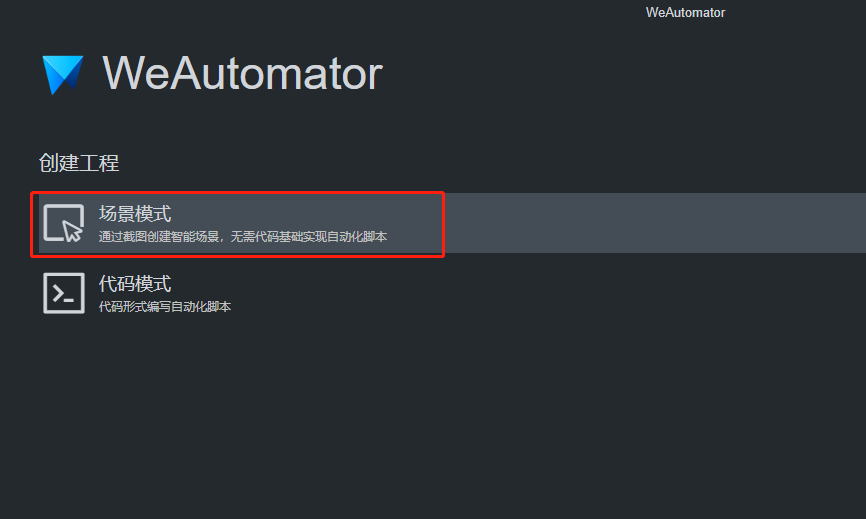 WeAutomator
WeAutomator
创建工程
场景模式
通过截图创建智能场景，无需代码基础实现自动化脚本
代码模式
代码形式编写自动化脚本